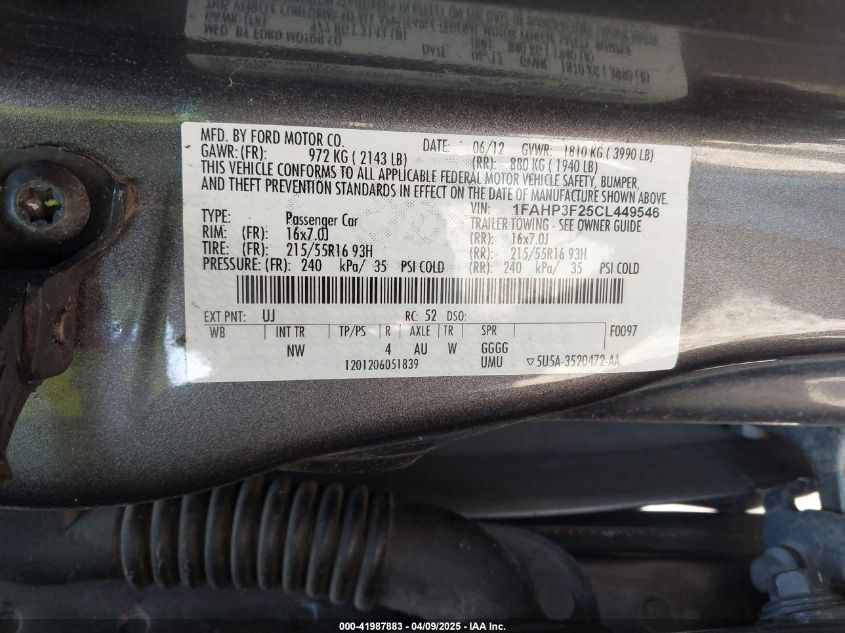 MFD. BY FORD MOTOR CO. DATE: 06/12 GVWR: 1810 KG ( 3990 LB)
GAWR: (FR): 972 KG ( 2143 LB) (RR): 880 KG ( 1940 LB)
THIS VEHICLE CONFORMS TO ALL APPLICABLE FEDERAL MOTOR VEHICLE SAFETY, BUMPER,
AND THEFT PREVENTION STANDARDS IN EFFECT ON THE DATE OF MANUFACTURE SHOWN ABOVE.
VIN: 1FAHP3F25CL449546
TYPE: Passenger Car TRAILER TOWING - SEE OWNER GUIDE
RIM: (FR) 16x7.0J (RR): 16x7.0J
TIRE: (FR) 215/55R16 93H (RR): 215/55R16 93H
PRESSURE: (FR) 240 kPa/ 35 PSI COLD (RR): 240 kPa/ 35 PSI COLD
EXT PNT: UJ RC: 52 DSO:
WB INT TR TP/PS R AXLE TR SPR F0097
NW 4 AU W GGGG
1201206051839 UMU ▽5U5A-3520472-AA
000-41987883 | 04/09/2025 - IAA Inc.